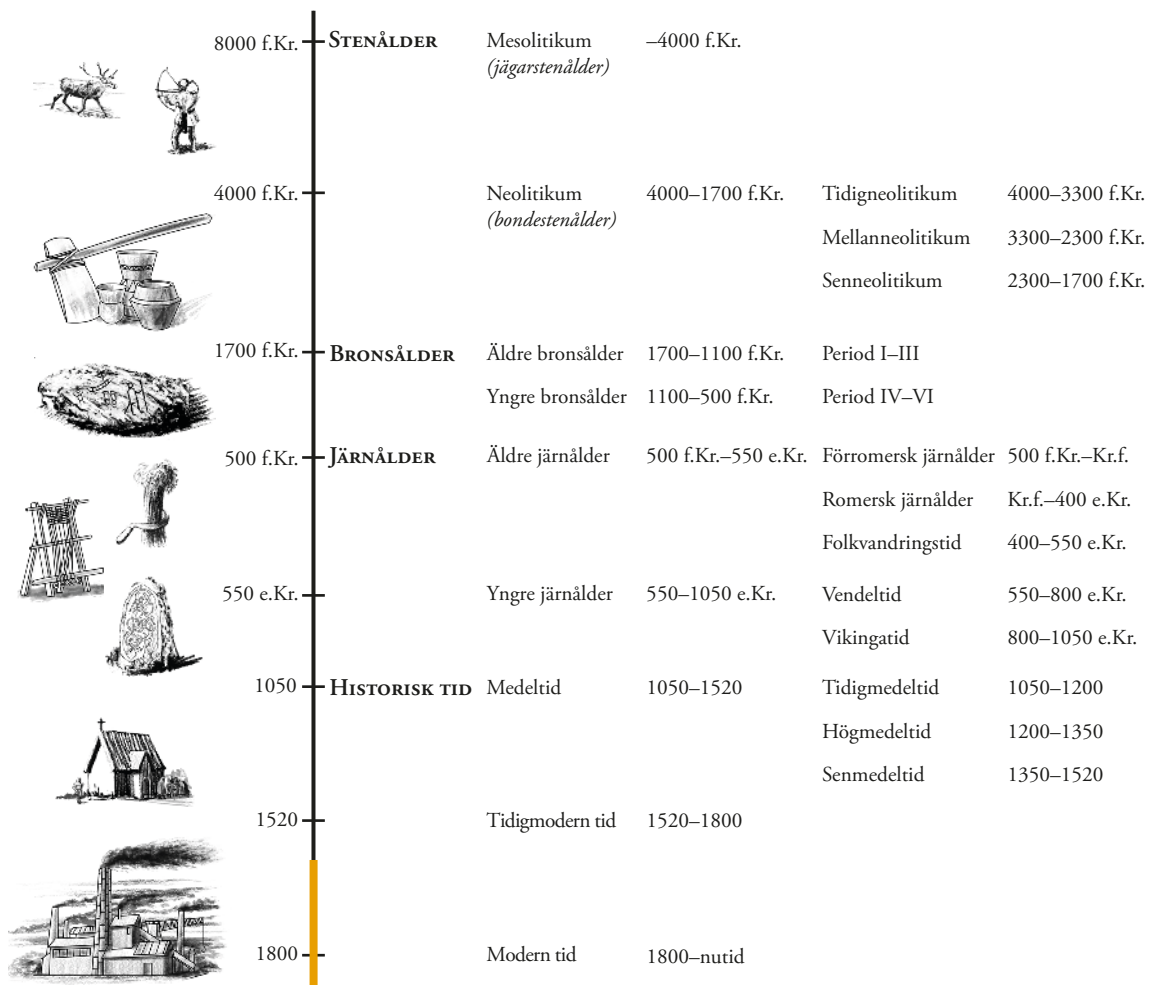 8000 f.Kr. STENÅLDER Mesolitikum –4000 f.Kr.
(jägarstenålder)
4000 f.Kr. Neolitikum 4000–1700 f.Kr. Tidigneolitikum 4000–3300 f.Kr.
(bondestenålder)
Mellanneolitikum 3300–2300 f.Kr.
Senneolitikum 2300–1700 f.Kr.
1700 f.Kr. BRONSÅLDER Äldre bronsålder 1700–1100 f.Kr. Period I–III
Yngre bronsålder 1100–500 f.Kr. Period IV–VI
500 f.Kr. JÄRNÅLDER Äldre järnålder 500 f.Kr.–550 e.Kr. Förromersk järnålder 500 f.Kr.–Kr.f.
Romersk järnålder Kr.f.–400 e.Kr.
Folkvandringstid 400–550 e.Kr.
550 e.Kr. Yngre järnålder 550–1050 e.Kr. Vendeltid 550–800 e.Kr.
Vikingatid 800–1050 e.Kr.
1050 HISTORISK TID Medeltid 1050–1520 Tidigmedeltid 1050–1200
Högmedeltid 1200–1350
Senmedeltid 1350–1520
1520 Tidigmodern tid 1520–1800
1800 Modern tid 1800–nutid